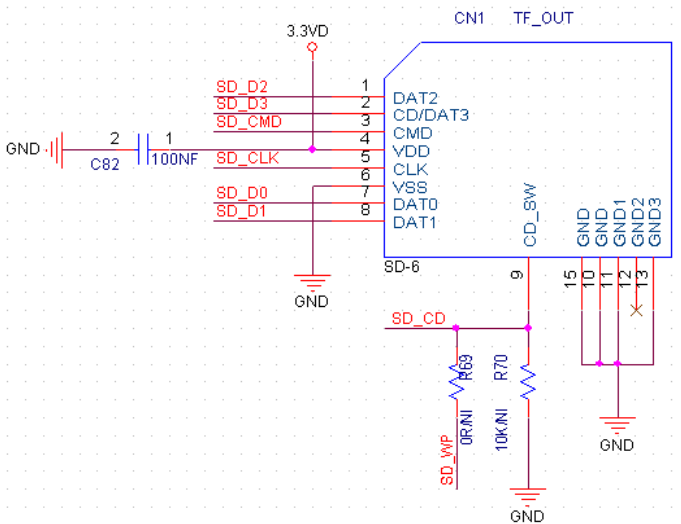 CN1 TF_OUT
3.3VD
SD_D2 1 DAT2
SD_D3 2 CD/DAT3
SD_CMD 3 CMD
GND 2 1 4 VDD
C82 100NF
SD_CLK 5 CLK
6 VSS
SD_D0 7 DAT0
SD_D1 8 DAT1
CD_SW
GND
GND
GND1
GND2
GND3
SD-6
9
15
10
11
12
13
GND
SD_CD
R69
0R/NI
R70
10K/NI
SD_WP
GND
GND